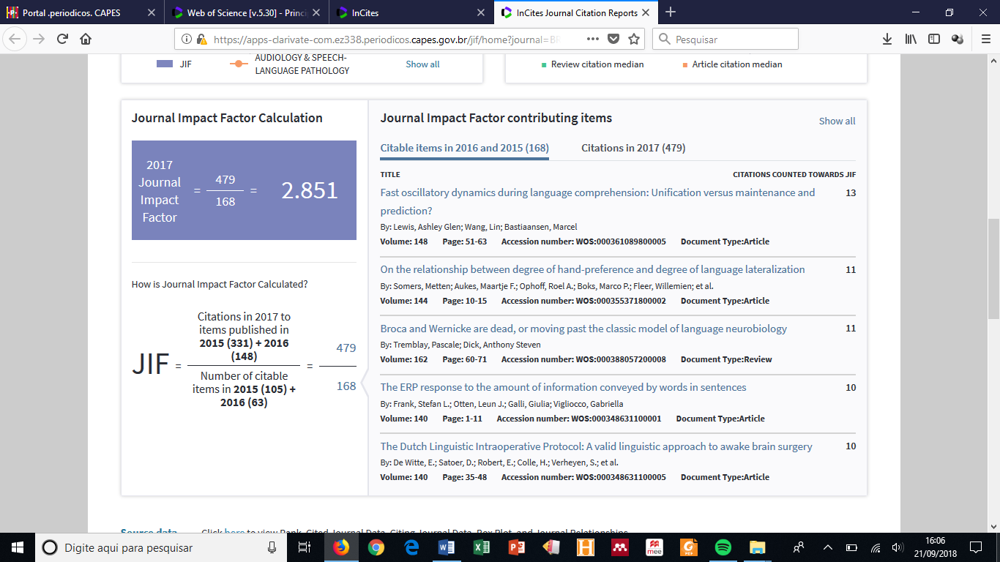 Portal .periodicos. CAPES
Web of Science [v.5.30] - Princi
InCites
InCites Journal Citation Reports
https://apps-clarivate-com.ez338.periodicos.capes.gov.br/jif/home?journal=BR
Pesquisar
JIF
AUDIOLOGY & SPEECH-
LANGUAGE PATHOLOGY
Show all
Review citation median
Article citation median
Journal Impact Factor Calculation
2017
Journal
Impact
Factor
=
479
168
=
2.851
How is Journal Impact Factor Calculated?
JIF
=
Citations in 2017 to
items published in
2015 (331) + 2016
(148)
Number of citable
items in 2015 (105) +
2016 (63)
=
479
168
Journal Impact Factor contributing items
Show all
Citable items in 2016 and 2015 (168)
Citations in 2017 (479)
TITLE
CITATIONS COUNTED TOWARDS JIF
Fast oscillatory dynamics during language comprehension: Unification versus maintenance and
13
prediction?
By: Lewis, Ashley Glen; Wang, Lin; Bastiaansen, Marcel
Volume: 148 Page: 51-63 Accession number: WOS:000361089800005 Document Type:Article
On the relationship between degree of hand-preference and degree of language lateralization
11
By: Somers, Metten; Aukes, Maartje F.; Ophoff, Roel A.; Boks, Marco P.; Fleer, Willemien; et al.
Volume: 144 Page: 10-15 Accession number: WOS:000355371800002 Document Type:Article
Broca and Wernicke are dead, or moving past the classic model of language neurobiology
11
By: Tremblay, Pascale; Dick, Anthony Steven
Volume: 162 Page: 60-71 Accession number: WOS:000388057200008 Document Type:Review
The ERP response to the amount of information conveyed by words in sentences
10
By: Frank, Stefan L.; Otten, Leun J.; Galli, Giulia; Vigliocco, Gabriella
Volume: 140 Page: 1-11 Accession number: WOS:000348631100001 Document Type:Article
The Dutch Linguistic Intraoperative Protocol: A valid linguistic approach to awake brain surgery
10
By: De Witte, E.; Satoer, D.; Robert, E.; Colle, H.; Verheyen, S.; et al.
Volume: 140 Page: 35-48 Accession number: WOS:000348631100005 Document Type:Article
Source data
Click here to view Rank, Cited Journal Data, Citing Journal Data, Box Plot, and Journal Relationships
Digite aqui para pesquisar
mee
PDF
16:06
21/09/2018